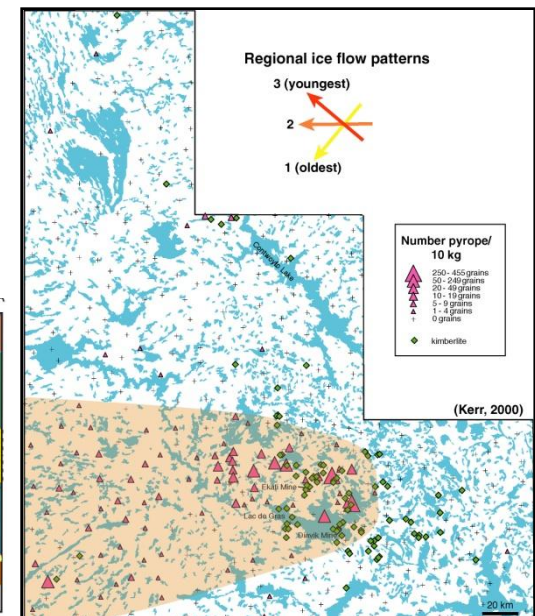 Regional ice flow patterns
3 (youngest)
2
1 (oldest)
Contwoyto Lake
Number pyrope/
10 kg
250- 455 grains
50 - 249 grains
20 - 49 grains
10 - 19 grains
5 - 9 grains
1 - 4 grains
0 grains
kimberlite
(Kerr, 2000)
Ekati Mine
Lac de Gras
Diavik Mine
20 km